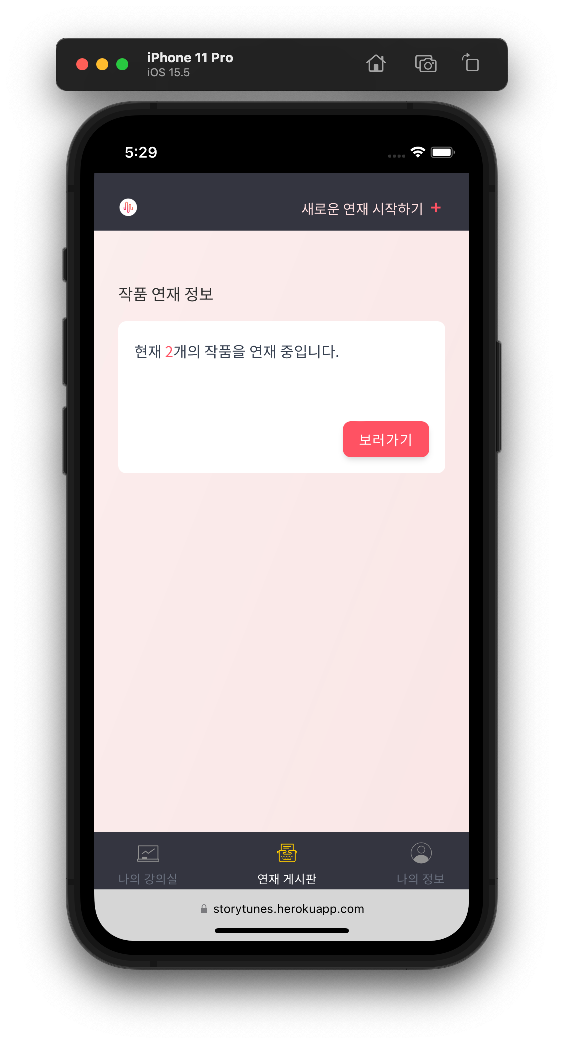 iPhone 11 Pro
iOS 15.5
5:29
새로운 연재 시작하기 +
작품 연재 정보
현재 2개의 작품을 연재 중입니다.
보러가기
나의 강의실
연재 게시판
나의 정보
storytunes.herokuapp.com